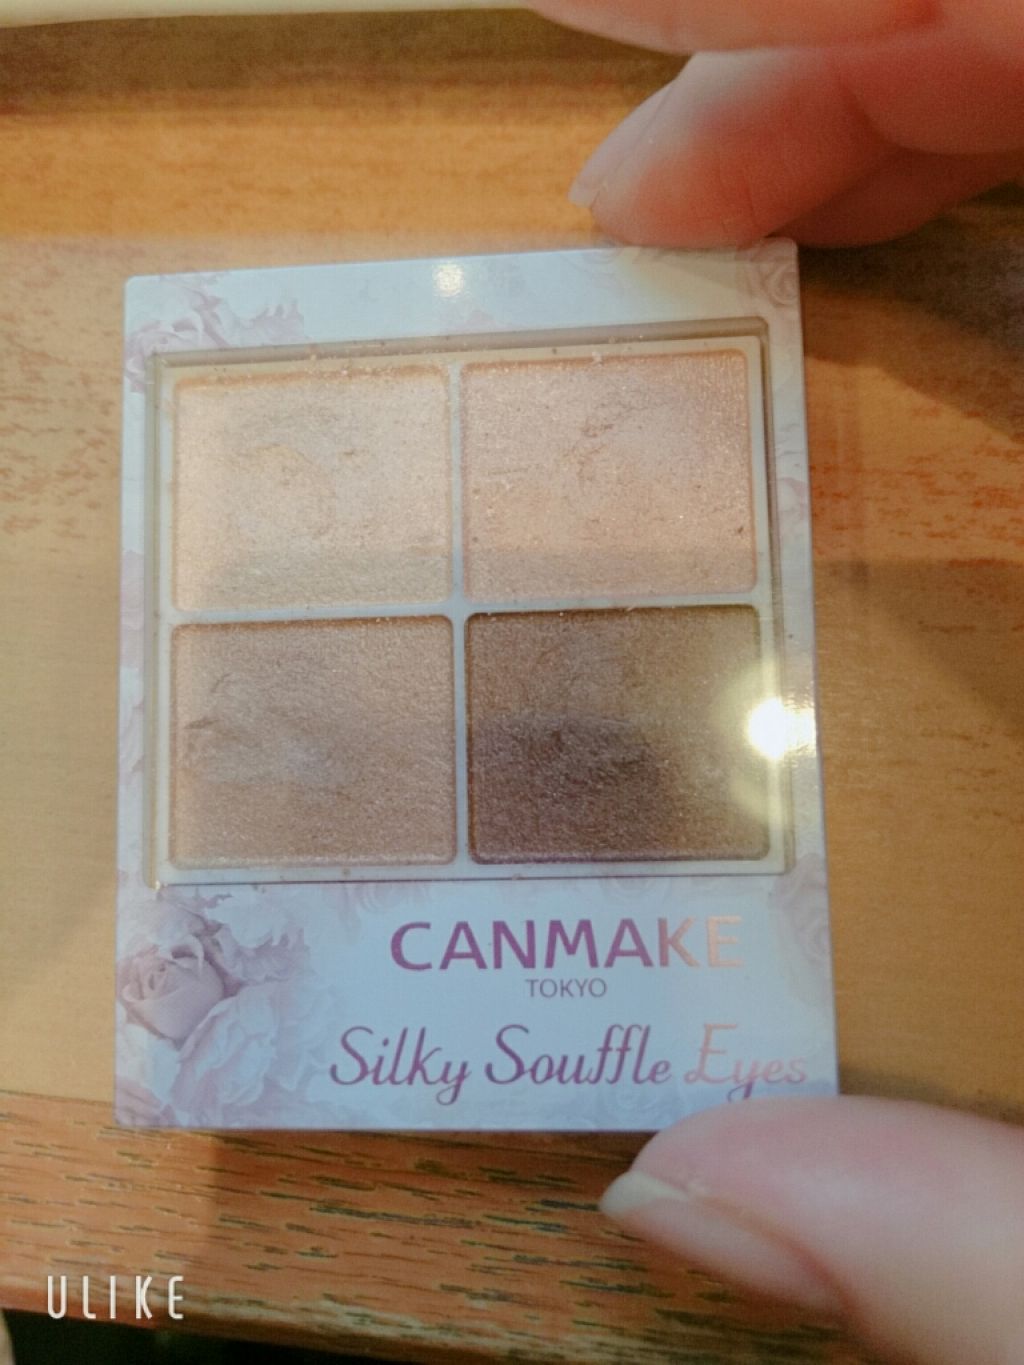 CANMAKE
TOKYO
Silky Souffle Eyes
ULIKE